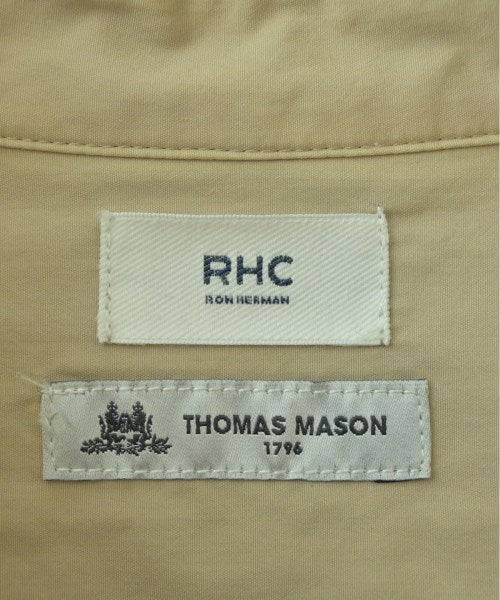 RHC
RON HERMAN
THOMAS MASON
1796